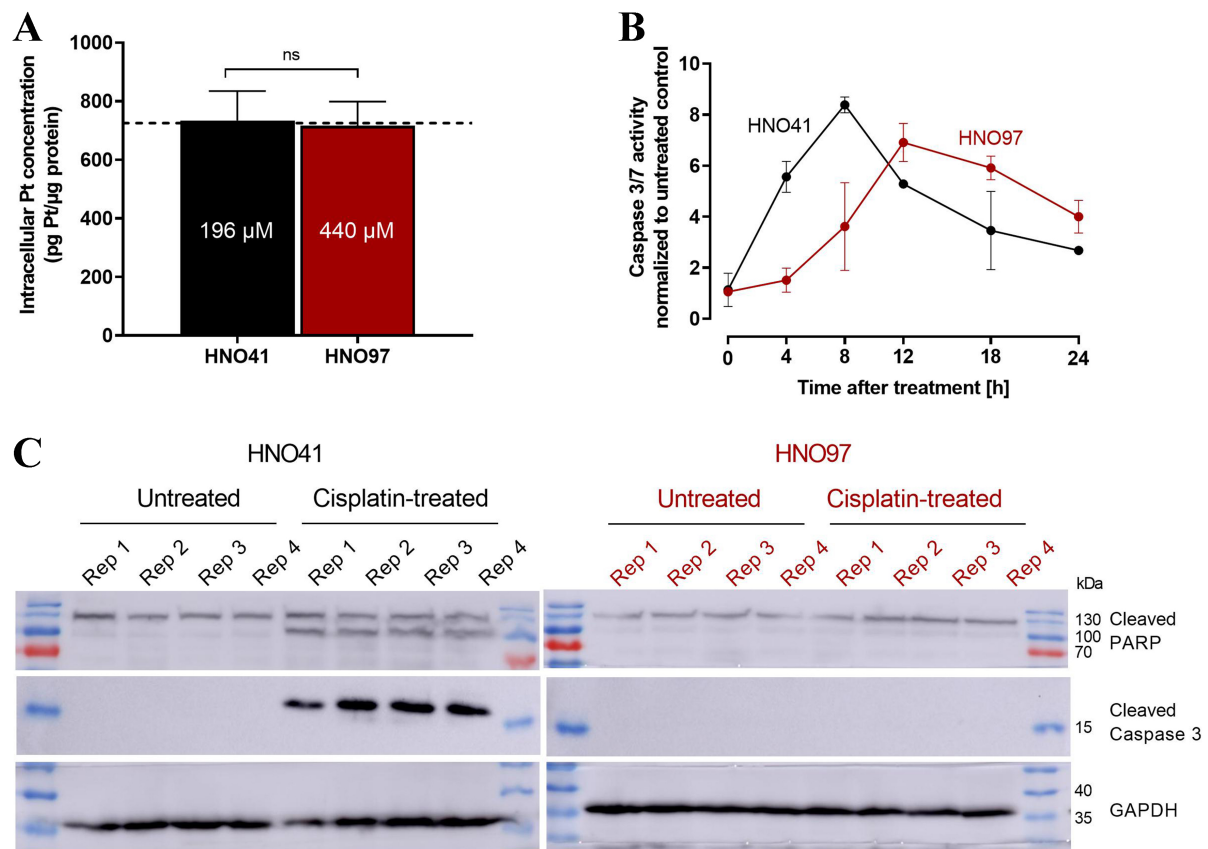 A
1000
800
600
400
200
0
Intracellular Pt concentration
(pg Pt/µg protein)
ns
196 µM
440 µM
HNO41
HNO97
B
10
8
6
4
2
0
Caspase 3/7 activity
normalized to untreated control
HNO41
HNO97
0 4 8 12 18 24
Time after treatment [h]
C
HNO41
HNO97
Untreated
Cisplatin-treated
Untreated
Cisplatin-treated
Rep 1 Rep 2 Rep 3 Rep 4 Rep 1 Rep 2 Rep 3 Rep 4
Rep 1 Rep 2 Rep 3 Rep 4 Rep 1 Rep 2 Rep 3 Rep 4
kDa
130
100
70
Cleaved
PARP
15
Cleaved
Caspase 3
40
35
GAPDH